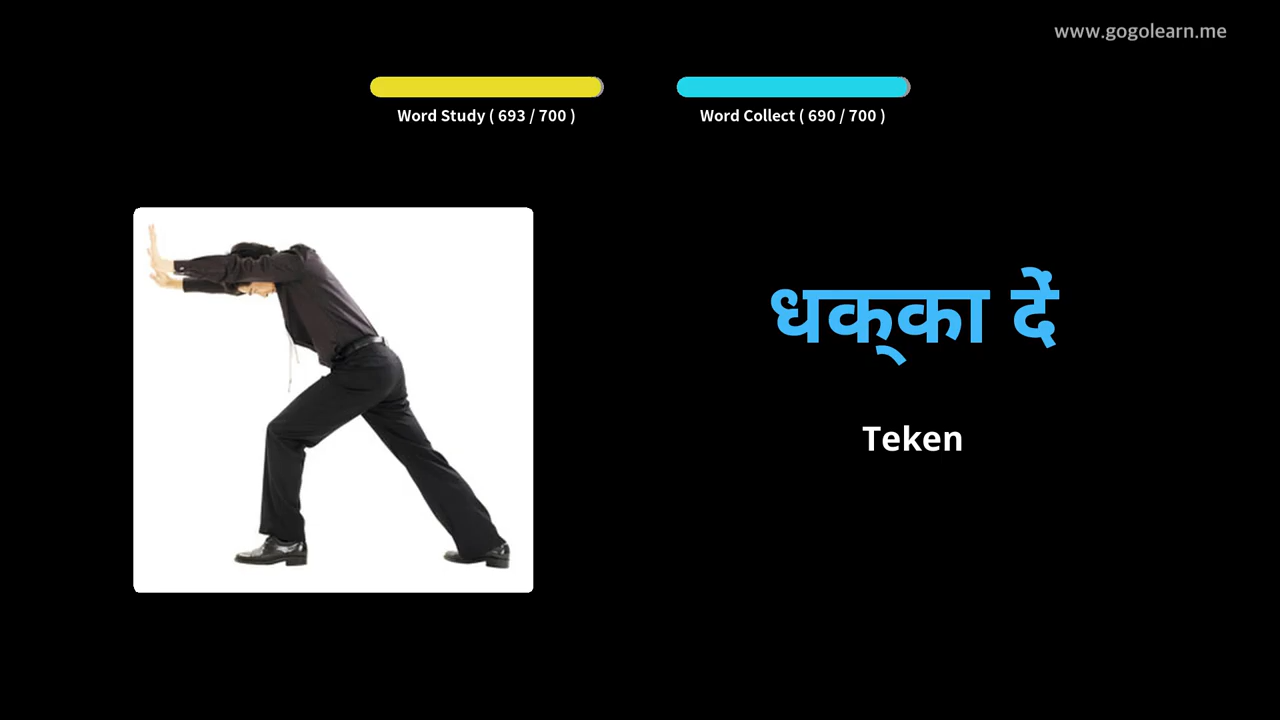 www.gogolearn.me
Word Study ( 693 / 700 )
Word Collect ( 690 / 700 )
धक्‌का दें
Teken